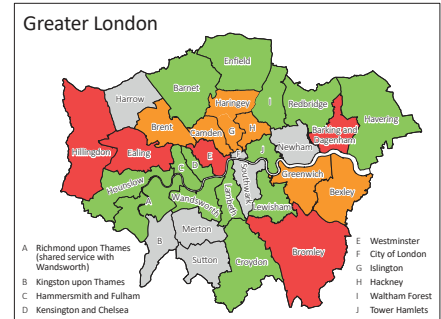 Greater London
Enfield
Barnet
Harrow
Haringey
I
Redbridge
Havering
Brent
Camden
G
H
Barking and
Dagenham
Hillingdon
Ealing
E
J
Newham
C
D
Hounslow
Southwark
Greenwich
Bexley
A
Wandsworth
Lambeth
Lewisham
B
Merton
Sutton
Croydon
Bromley
A Richmond upon Thames
(shared service with
Wandsworth)
B Kingston upon Thames
C Hammersmith and Fulham
D Kensington and Chelsea
E Westminster
F City of London
G Islington
H Hackney
I Waltham Forest
J Tower Hamlets